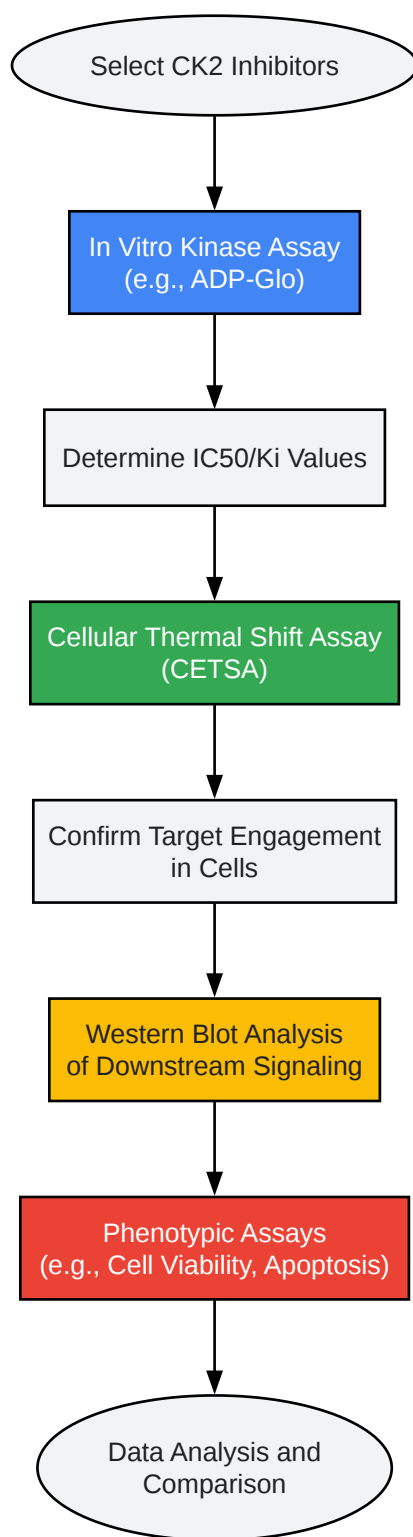 Select CK2 Inhibitors
In Vitro Kinase Assay
(e.g., ADP-Glo)
Determine IC50/Ki Values
Cellular Thermal Shift Assay
(CETSA)
Confirm Target Engagement
in Cells
Western Blot Analysis
of Downstream Signaling
Phenotypic Assays
(e.g., Cell Viability, Apoptosis)
Data Analysis and
Comparison